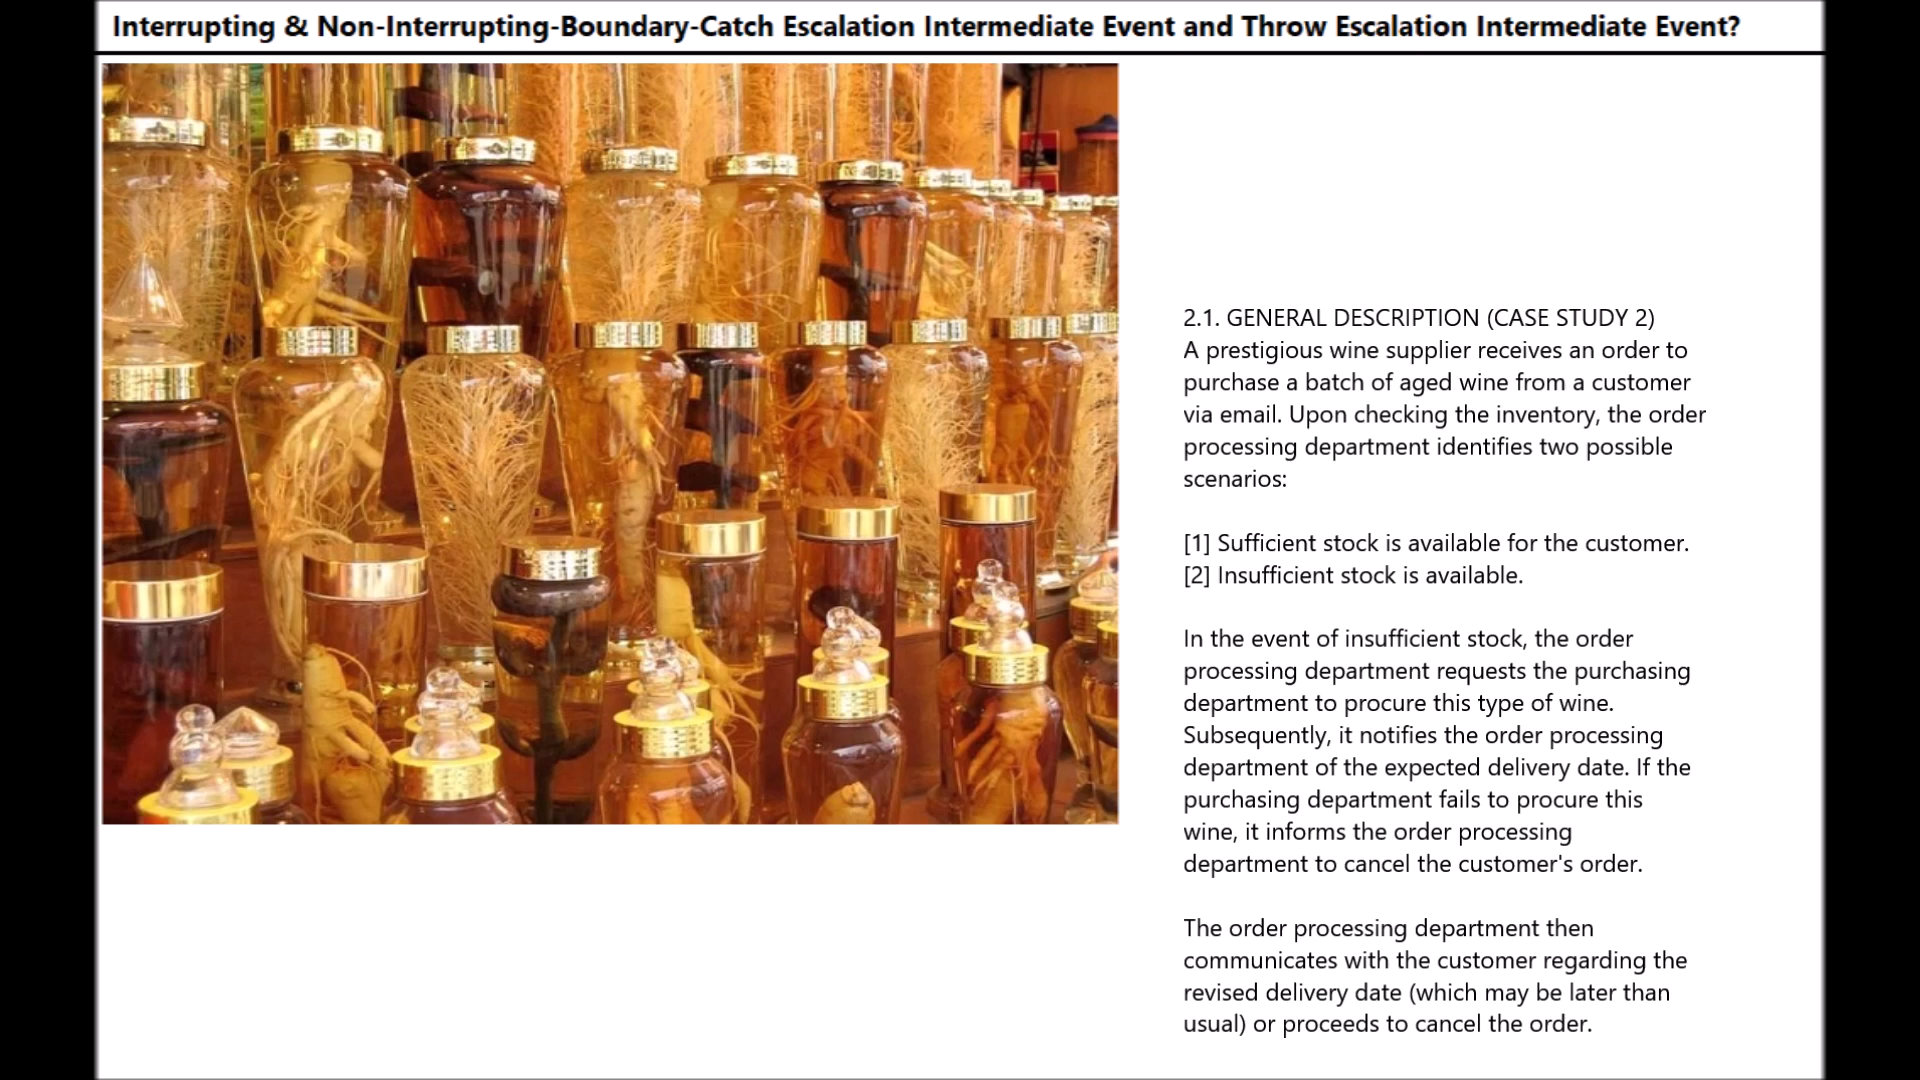 Interrupting & Non-Interrupting-Boundary-Catch Escalation Intermediate Event and Throw Escalation Intermediate Event?
2.1. GENERAL DESCRIPTION (CASE STUDY 2)
A prestigious wine supplier receives an order to
purchase a batch of aged wine from a customer
via email. Upon checking the inventory, the order
processing department identifies two possible
scenarios:
[1] Sufficient stock is available for the customer.
[2] Insufficient stock is available.
In the event of insufficient stock, the order
processing department requests the purchasing
department to procure this type of wine.
Subsequently, it notifies the order processing
department of the expected delivery date. If the
purchasing department fails to procure this
wine, it informs the order processing
department to cancel the customer's order.
The order processing department then
communicates with the customer regarding the
revised delivery date (which may be later than
usual) or proceeds to cancel the order.